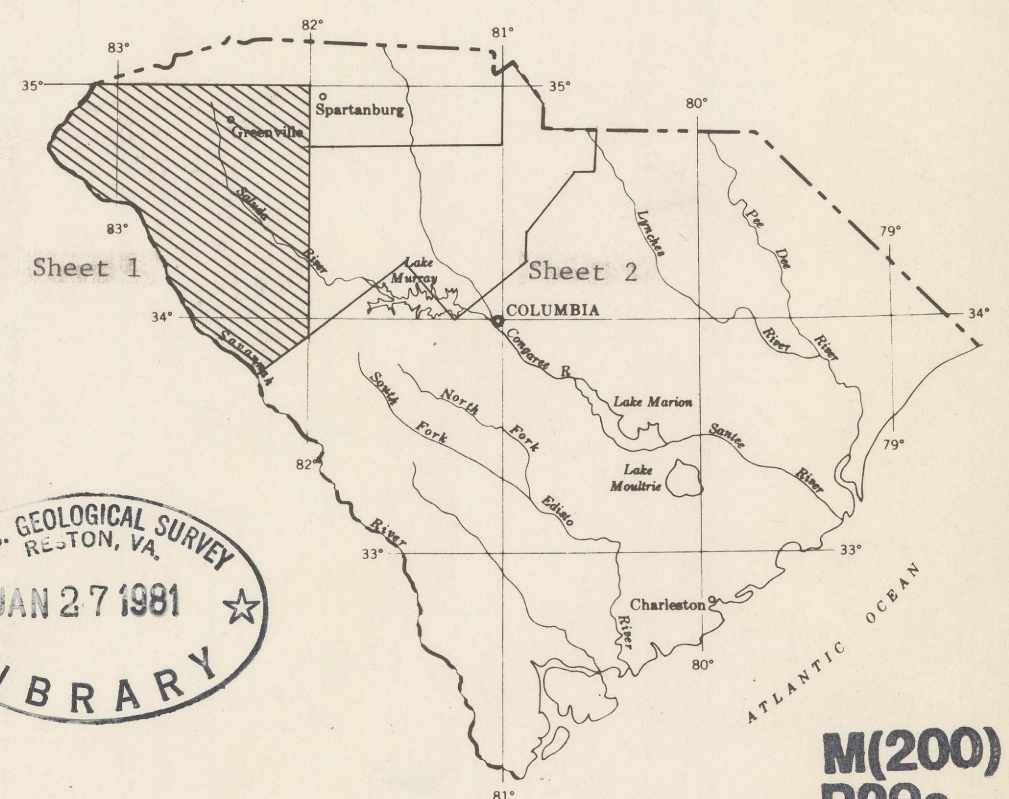 82°
83°
81°
35°
35°
80°
Spartanburg
Greenville
Saluda
River
Lynches
River
Pee
Dee
River
83°
79°
Sheet 1
Lake
Murray
Sheet 2
34°
COLUMBIA
34°
Savannah
River
Congaree R
South
Fork
North
Fork
Edisto
River
Lake Marion
Santee
River
Lake
Moultrie
79°
82°
33°
33°
Charleston
80°
81°
ATLANTIC OCEAN
GEOLOGICAL SURVEY
RESTON, VA.
JAN 27 1981
LIBRARY
M(200)